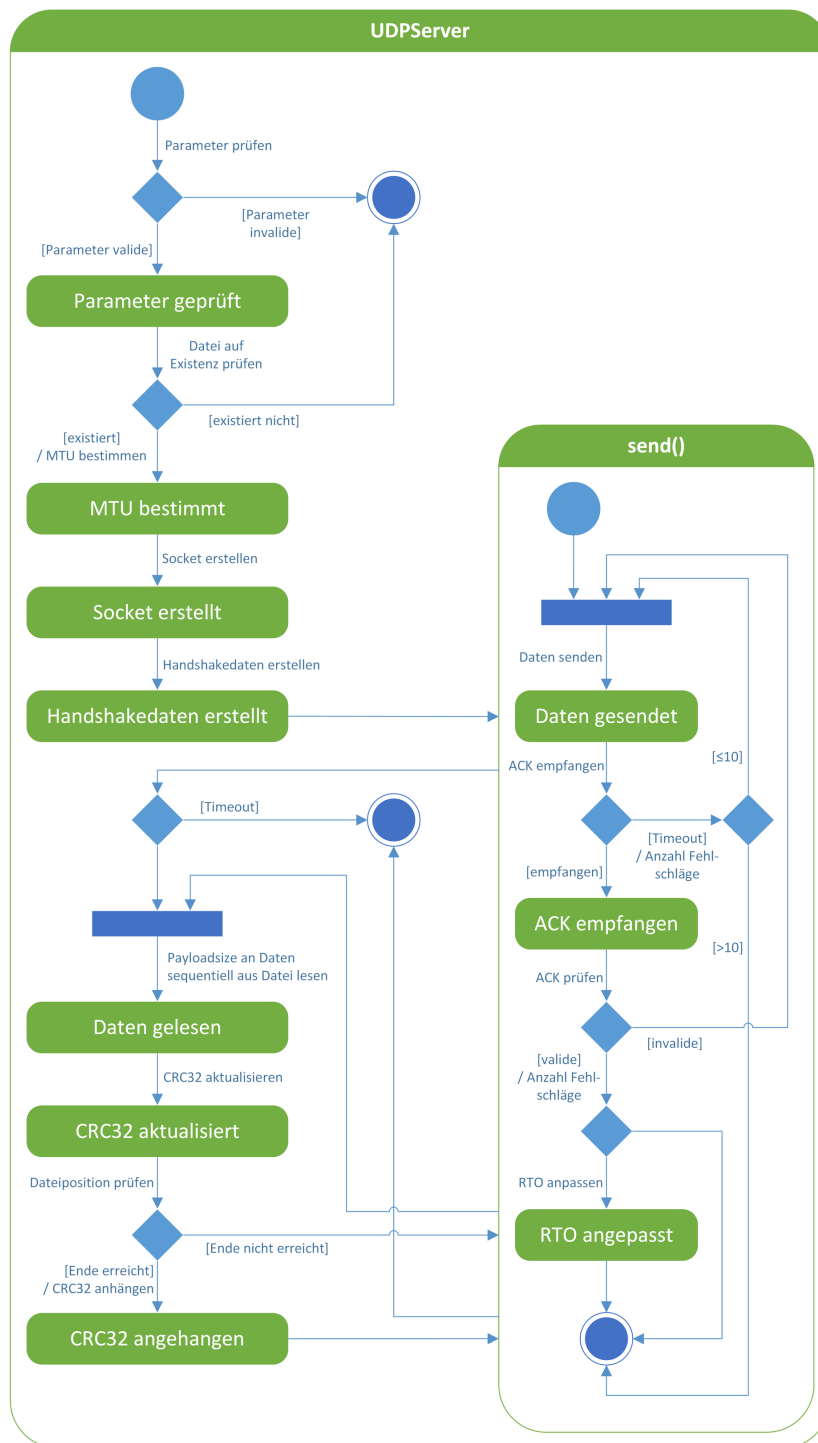 UDPServer
Parameter prüfen
[Parameter
invalide]
[Parameter valide]
Parameter geprüft
Datei auf
Existenz prüfen
[existiert nicht]
[existiert]
/ MTU bestimmen
MTU bestimmt
Socket erstellen
Socket erstellt
Handshakedaten erstellen
Handshakedaten erstellt
[Timeout]
Payloadsize an Daten
sequentiell aus Datei lesen
Daten gelesen
CRC32 aktualisieren
CRC32 aktualisiert
Dateiposition prüfen
[Ende nicht erreicht]
[Ende erreicht]
/ CRC32 anhängen
CRC32 angehangen
send()
Daten senden
Daten gesendet
ACK empfangen
[≤10]
[Timeout]
/ Anzahl Fehl-
schläge
[empfangen]
ACK empfangen
[>10]
ACK prüfen
[invalide]
[valide]
/ Anzahl Fehl-
schläge
RTO anpassen
RTO angepasst